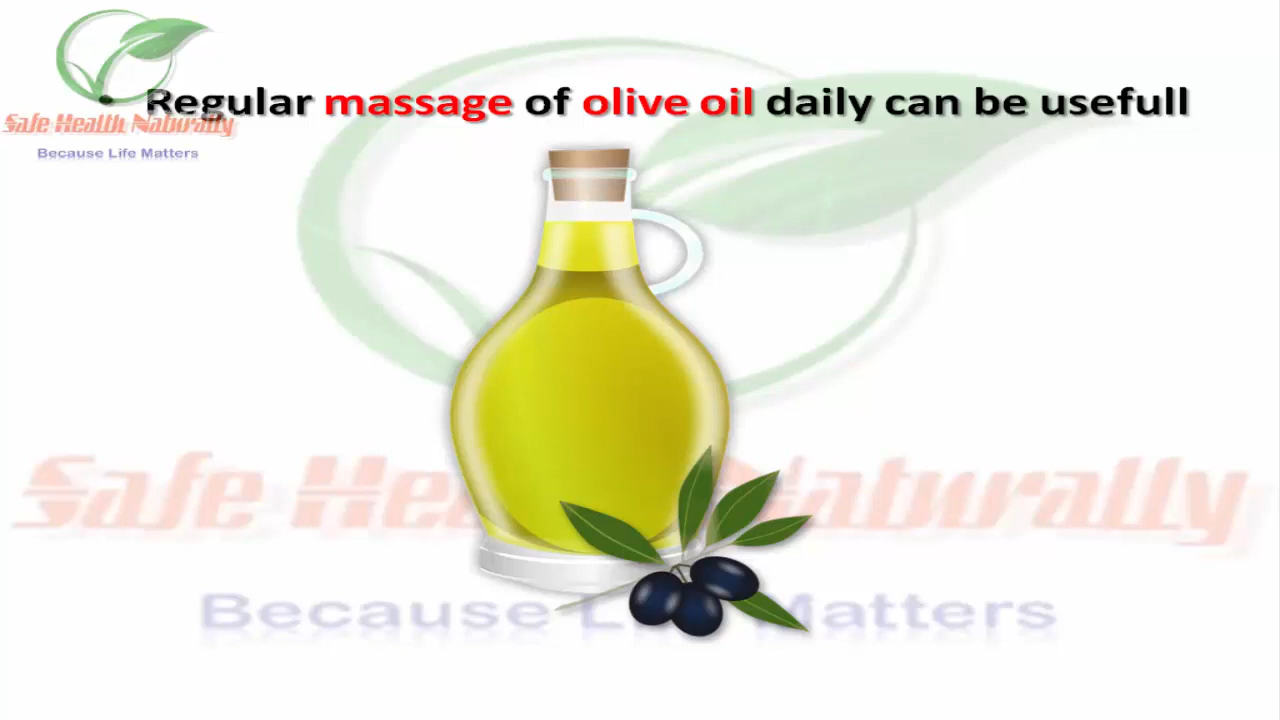 Regular massage of olive oil daily can be usefull
Safe Health Naturally
Because Life Matters
Safe Health Naturally
Because Life Matters